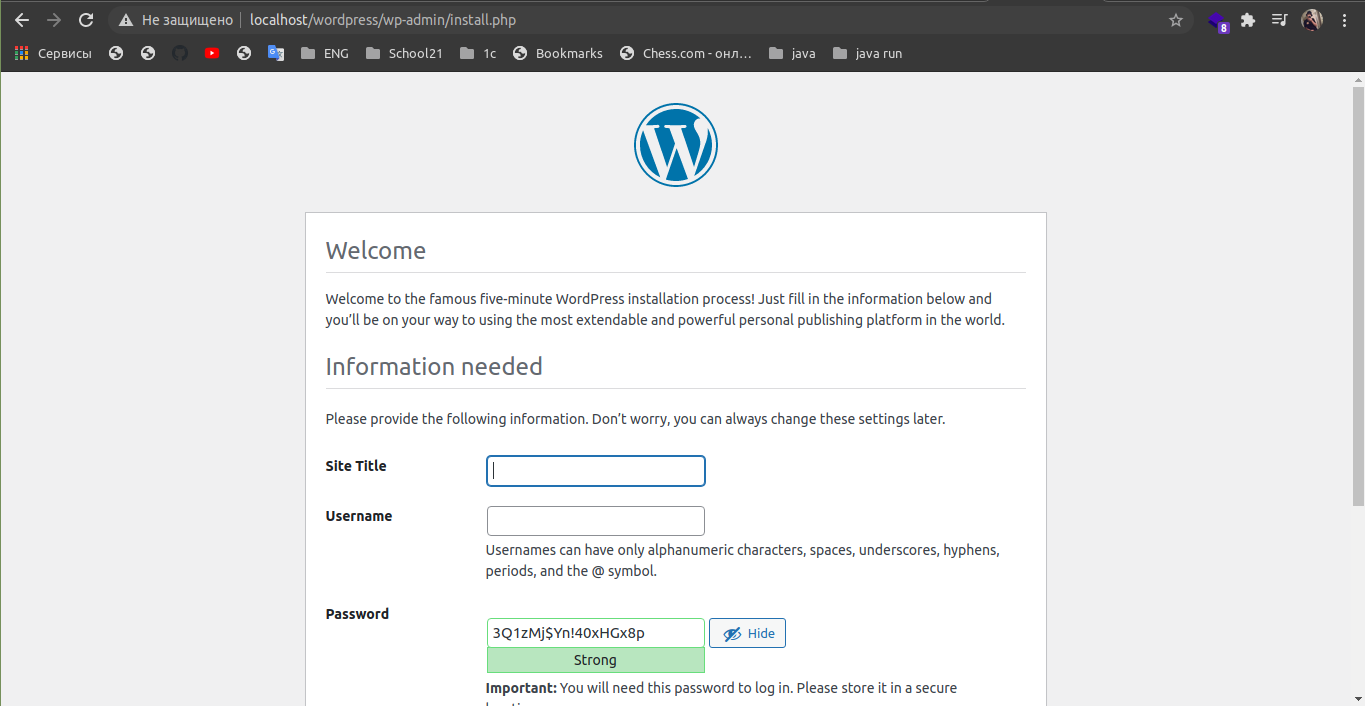 Не защищено localhost/wordpress/wp-admin/install.php
8
Сервисы ENG School21 1c Bookmarks Chess.com - онл... java java run
Welcome
Welcome to the famous five-minute WordPress installation process! Just fill in the information below and
you’ll be on your way to using the most extendable and powerful personal publishing platform in the world.
Information needed
Please provide the following information. Don’t worry, you can always change these settings later.
Site Title
Username
Usernames can have only alphanumeric characters, spaces, underscores, hyphens,
periods, and the @ symbol.
Password
3Q1zMj$Yn!40xHGx8p Hide
Strong
Important: You will need this password to log in. Please store it in a secure